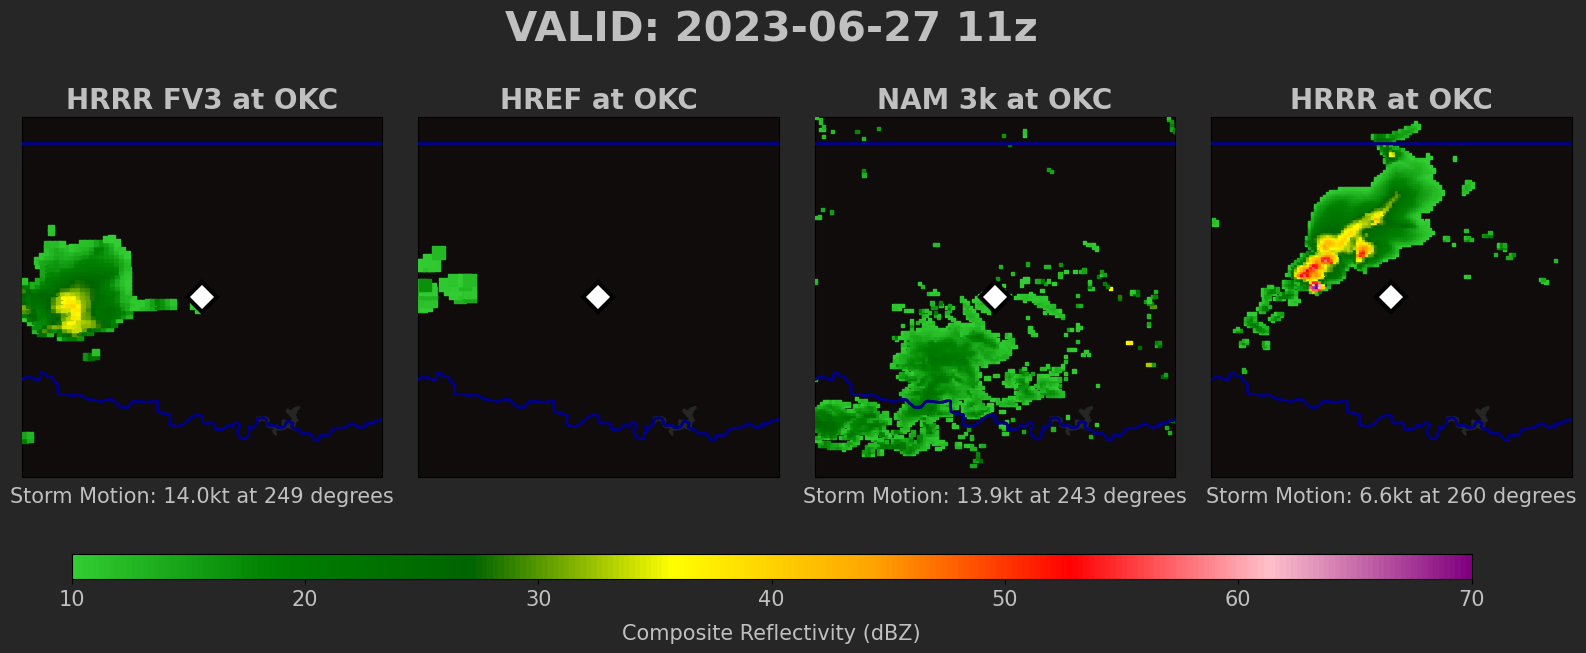 VALID: 2023-06-27 11z
HRRR FV3 at OKC
HREF at OKC
NAM 3k at OKC
HRRR at OKC
Storm Motion: 14.0kt at 249 degrees
Storm Motion: 13.9kt at 243 degrees
Storm Motion: 6.6kt at 260 degrees
10 20 30 40 50 60 70
Composite Reflectivity (dBZ)